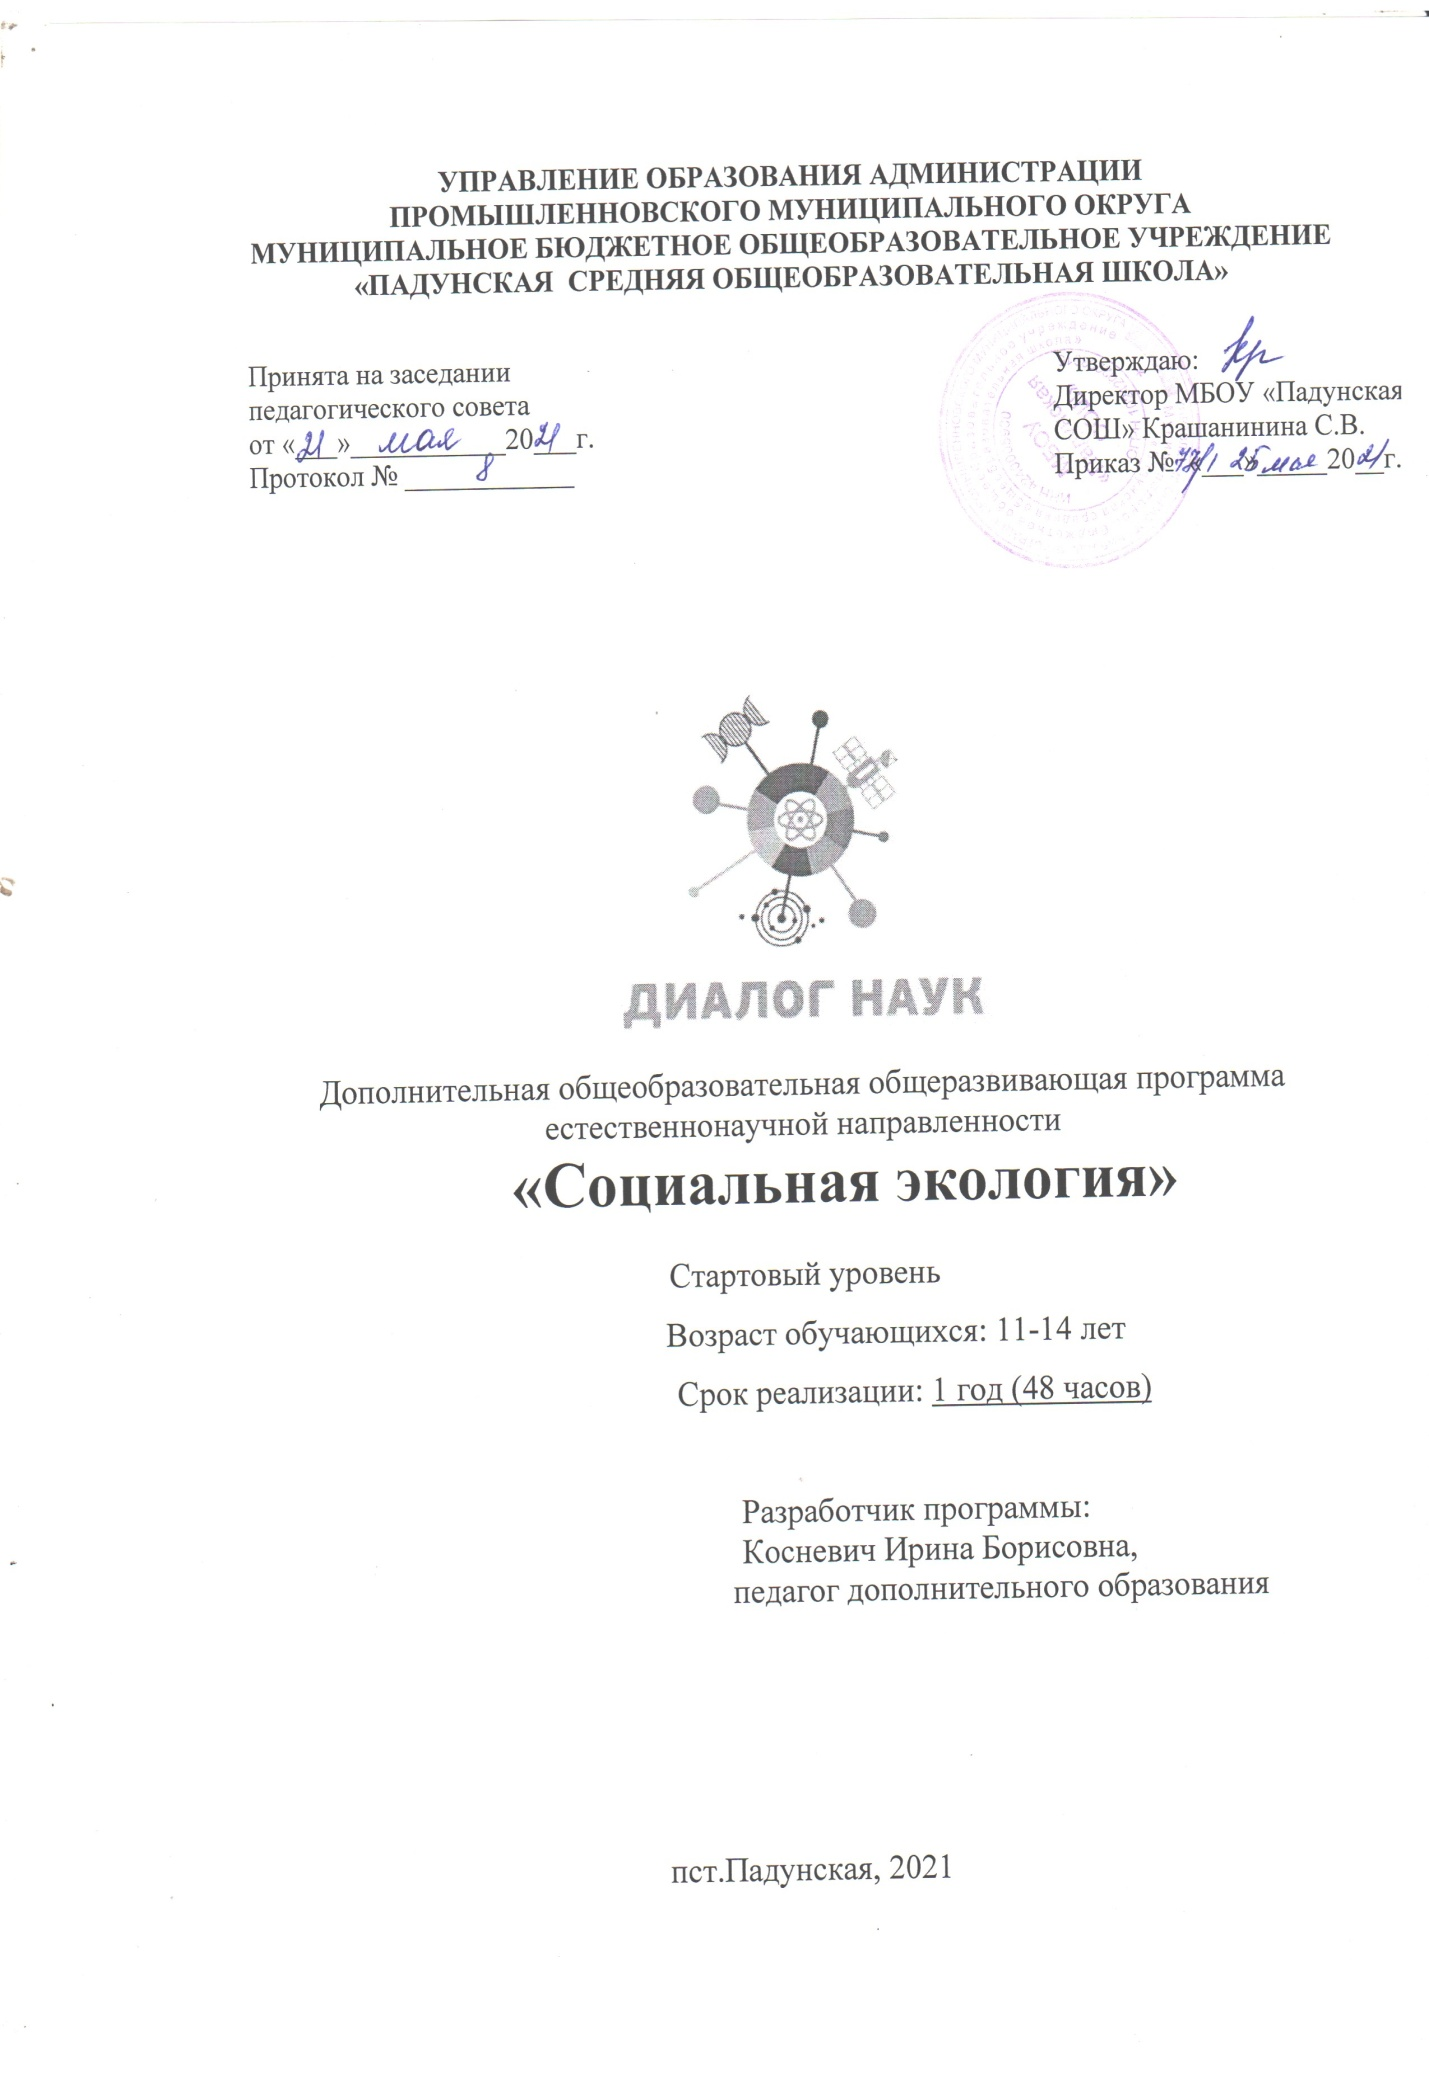 УПРАВЛЕНИЕ ОБРАЗОВАНИЯ АДМИНИСТРАЦИИ
ПРОМЫШЛЕННОВСКОГО МУНИЦИПАЛЬНОГО ОКРУГА
МУНИЦИПАЛЬНОЕ БЮДЖЕТНОЕ ОБЩЕОБРАЗОВАТЕЛЬНОЕ УЧРЕЖДЕНИЕ
«ПАДУНСКАЯ СРЕДНЯЯ ОБЩЕОБРАЗОВАТЕЛЬНАЯ ШКОЛА»
Принята на заседании
педагогического совета
от «21» мая 2021 г.
Протокол № 8
Утверждаю:
Директор МБОУ «Падунская
СОШ» Крашанинина С.В.
Приказ № «25» мая 2021 г.
ДИАЛОГ НАУК
Дополнительная общеобразовательная общеразвивающая программа
естественнонаучной направленности
«Социальная экология»
Стартовый уровень
Возраст обучающихся: 11-14 лет
Срок реализации: 1 год (48 часов)
Разработчик программы:
Косневич Ирина Борисовна,
педагог дополнительного образования
пст.Падунская, 2021